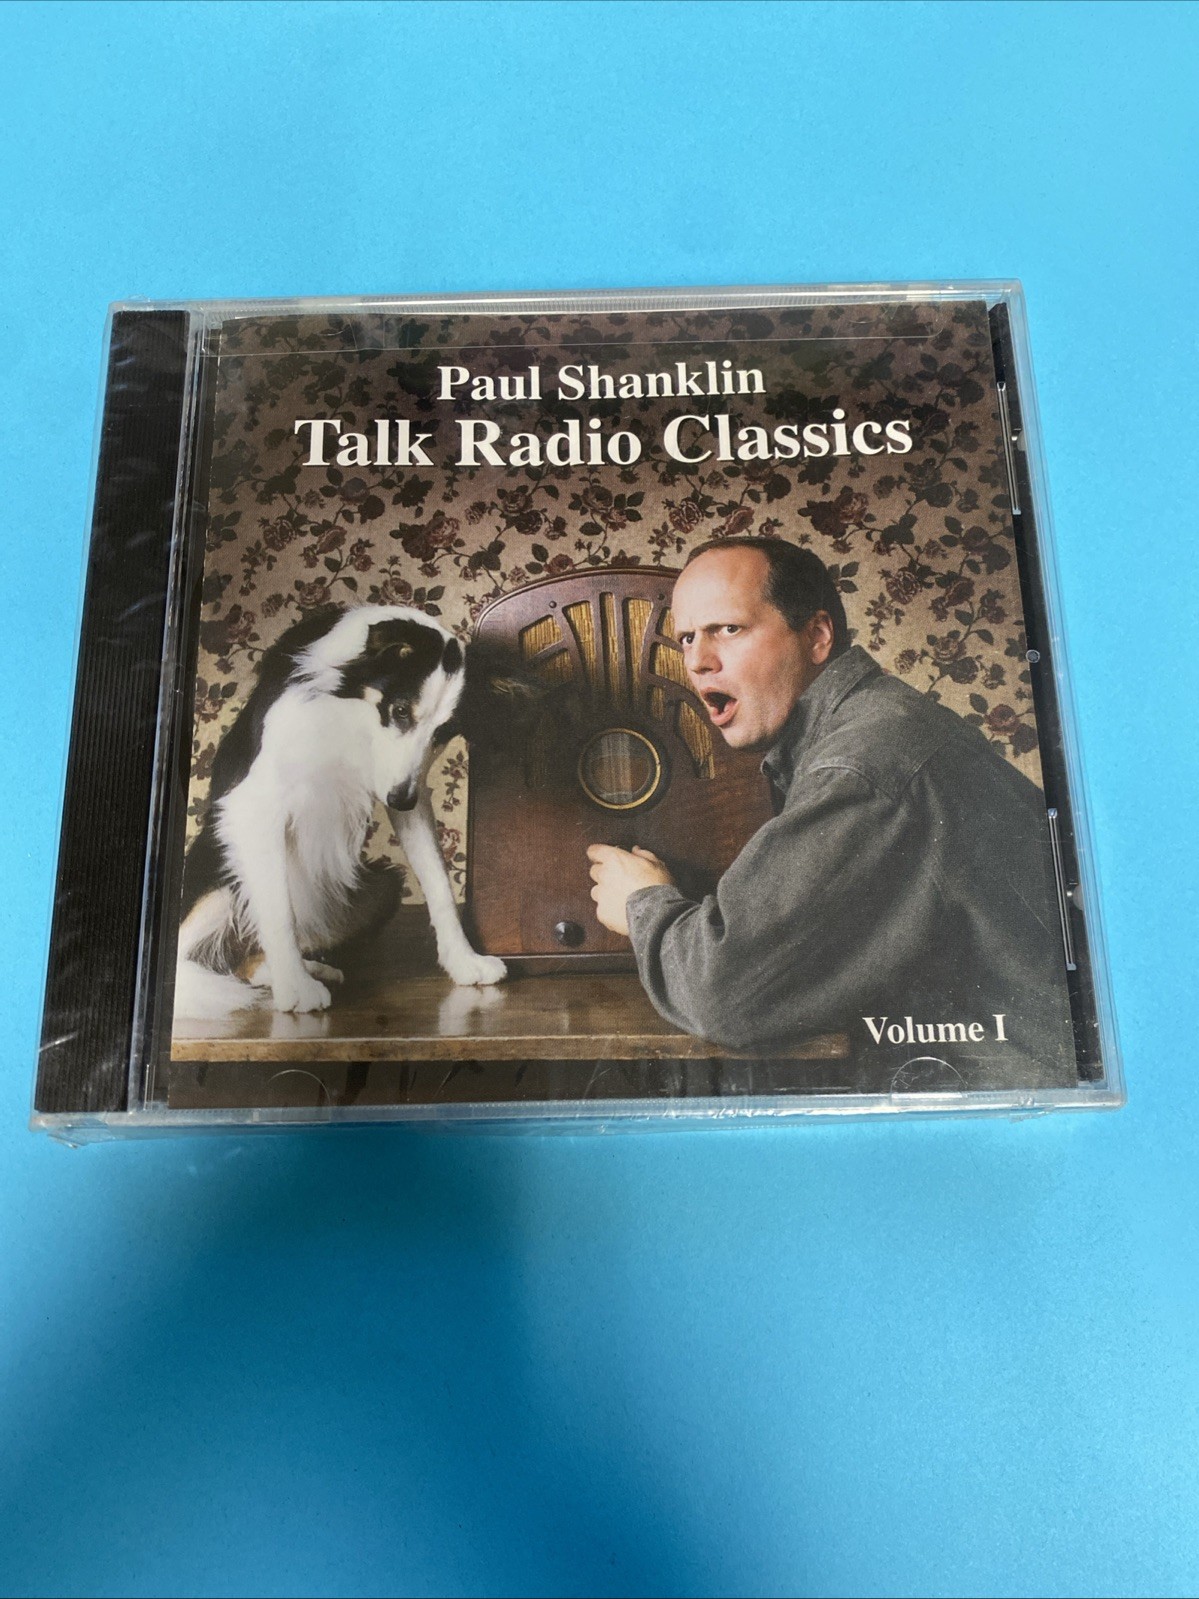 Paul Shanklin
Talk Radio Classics
Volume I